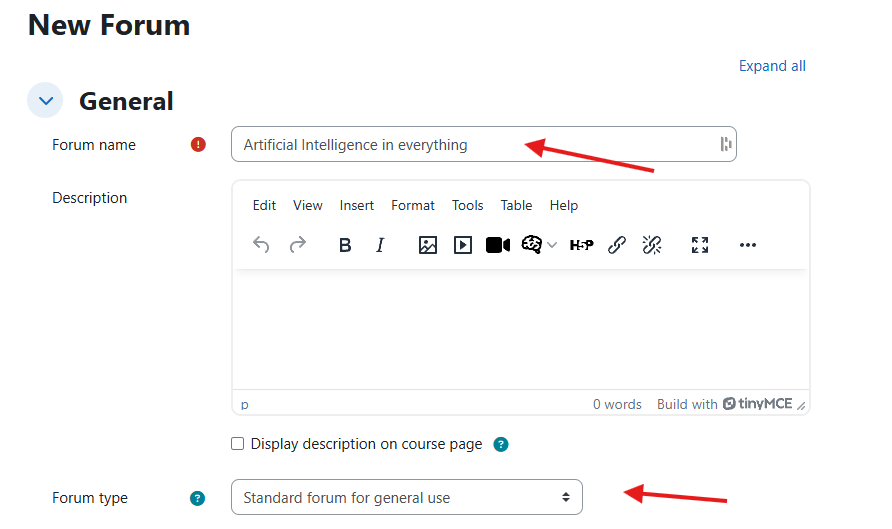 New Forum
Expand all
General
Forum name
Artificial Intelligence in everything
Description
Edit View Insert Format Tools Table Help
B I H5P
p 0 words Build with tinyMCE
Display description on course page
Forum type Standard forum for general use